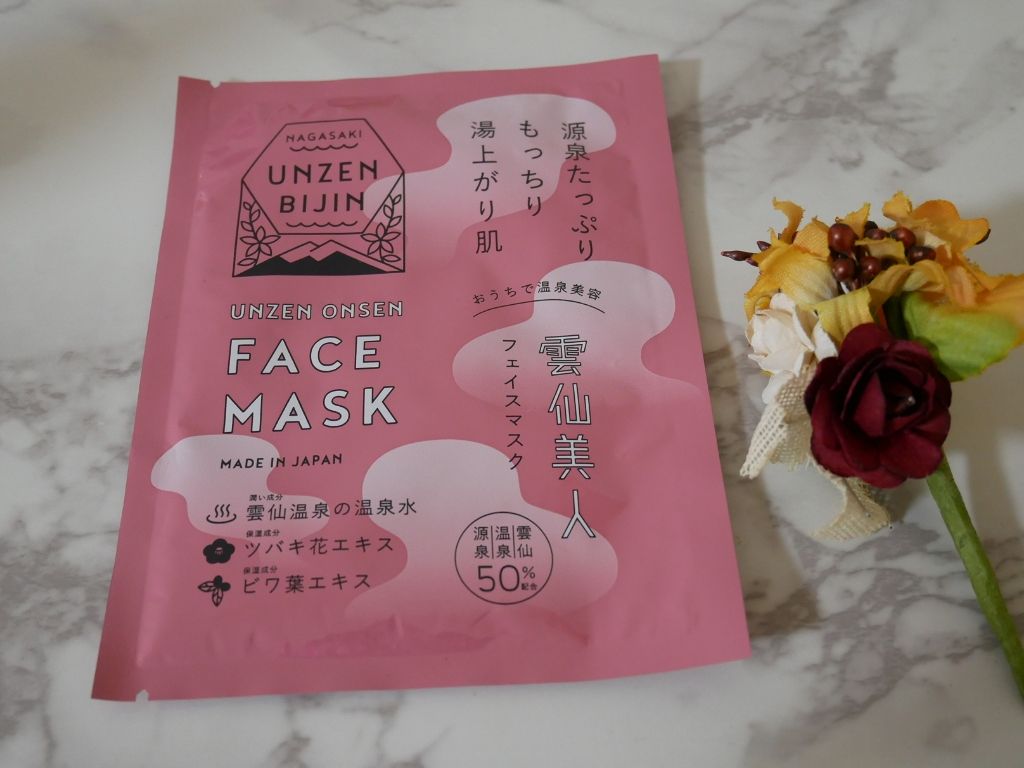 NAGASAKI
UNZEN
BIJIN
UNZEN ONSEN
FACE
MASK
MADE IN JAPAN
潤い成分
雲仙温泉の温泉水
保湿成分
ツバキ花エキス
保湿成分
ビワ葉エキス
源泉たっぷり
もっちり
湯上がり肌
おうちで温泉美容
雲仙美人
フェイスマスク
雲仙
温泉
源泉
50%
配合